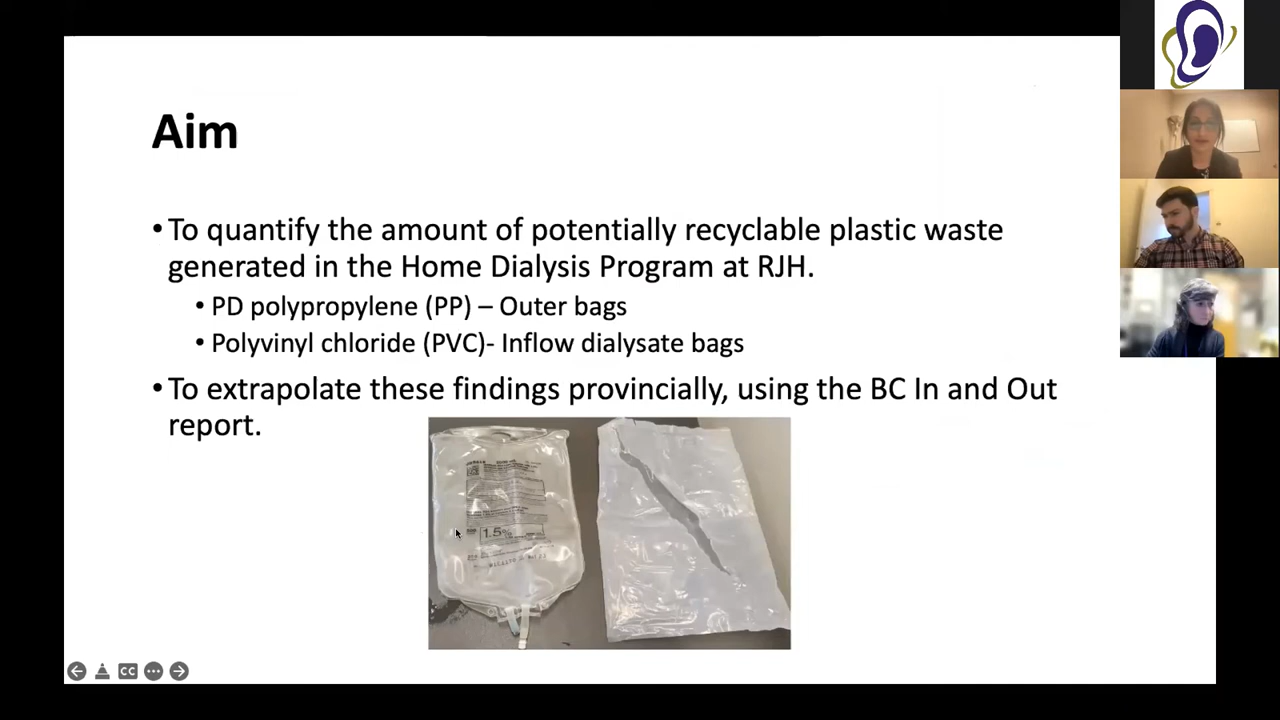 Aim
•To quantify the amount of potentially recyclable plastic waste
generated in the Home Dialysis Program at RJH.
•PD polypropylene (PP) – Outer bags
•Polyvinyl chloride (PVC)- Inflow dialysate bags
•To extrapolate these findings provincially, using the BC In and Out
report.
1.5%
CC